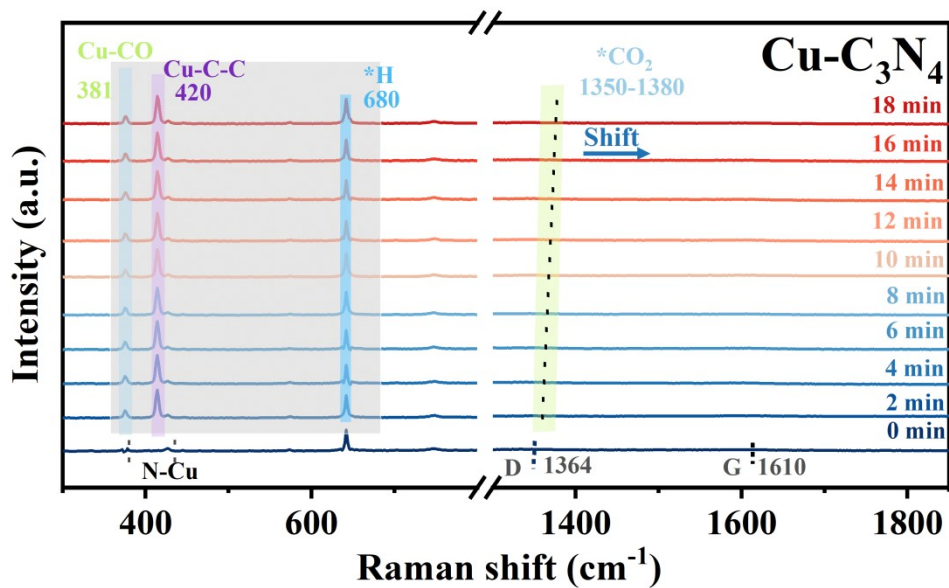 Cu-CO
381
Cu-C-C
420
*H
680
*CO₂
1350-1380
Cu-C₃N₄
Shift
18 min
16 min
14 min
12 min
10 min
8 min
6 min
4 min
2 min
0 min
N-Cu
D 1364
G 1610
Intensity (a.u.)
400 600 1400 1600 1800
Raman shift (cm⁻¹)